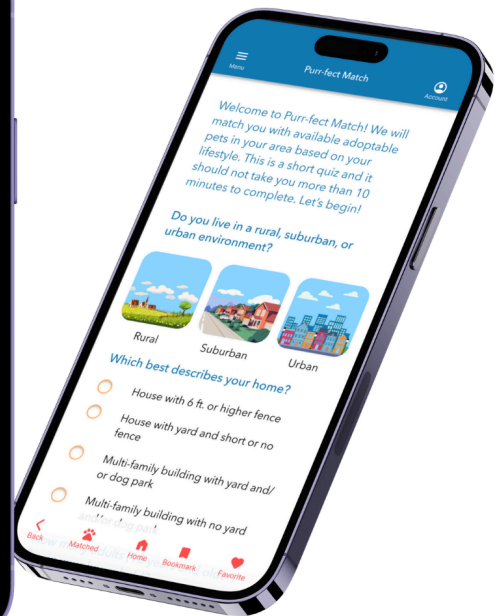 Menu
Purr-fect Match
Account
Welcome to Purr-fect Match! We will
match you with available adoptable
pets in your area based on your
lifestyle. This is a short quiz and it
should not take you more than 10
minutes to complete. Let's begin!
Do you live in a rural, suburban, or
urban environment?
Rural
Suburban
Urban
Which best describes your home?
House with 6 ft. or higher fence
House with yard and short or no
fence
Multi-family building with yard and/
or dog park
Multi-family building with no yard
and/or dog park
Back
Matched
Home
Bookmark
Favorite